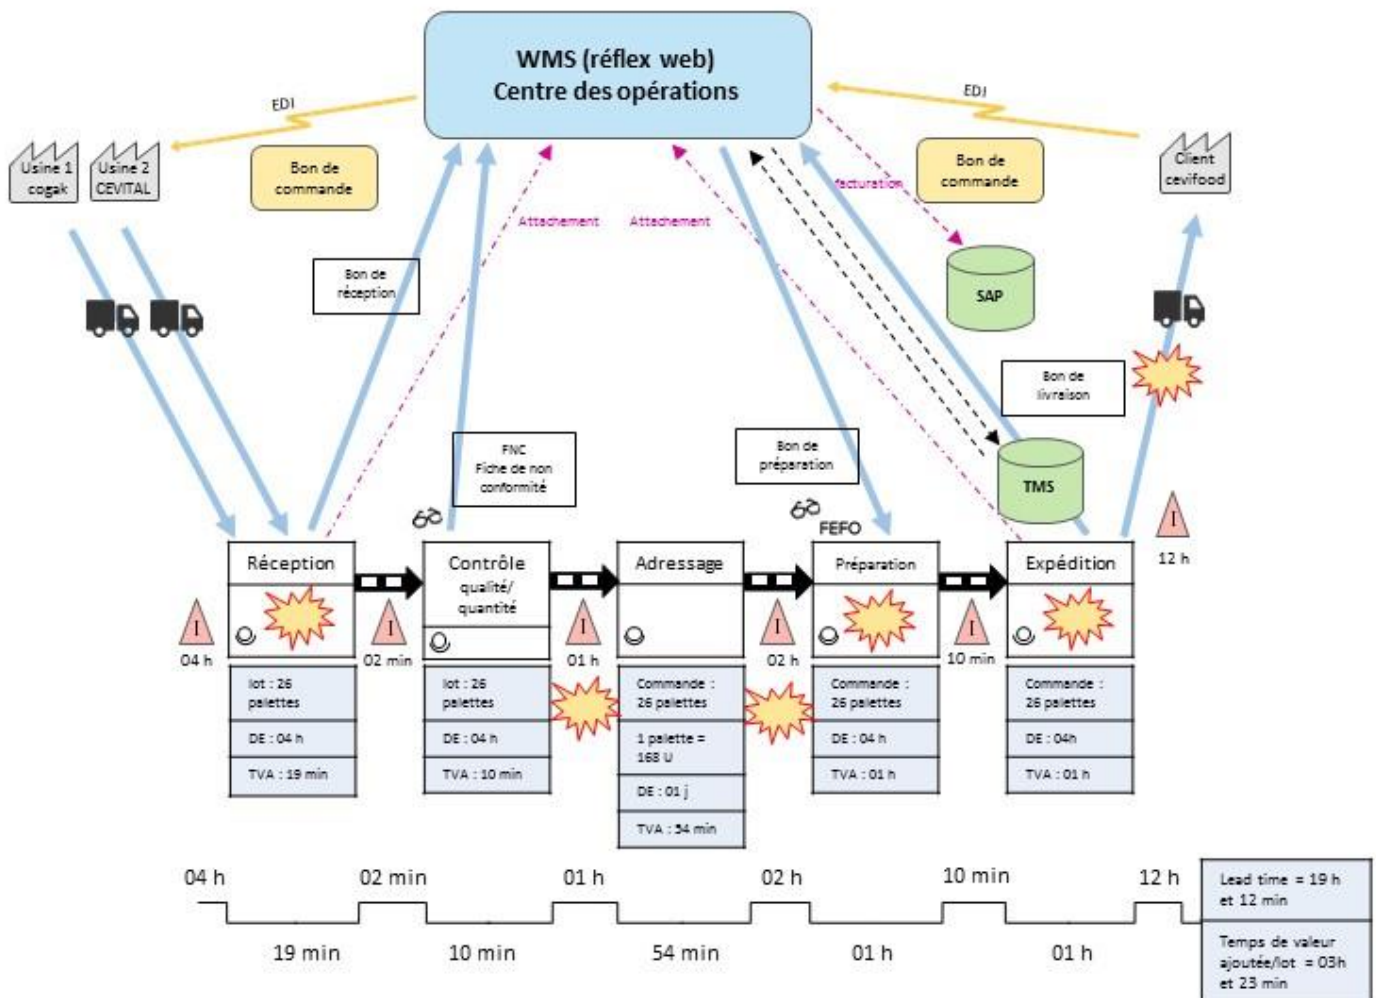 WMS (réflex web)
Centre des opérations
EDI
EDI
Usine 1
cogak
Usine 2
CEVITAL
Bon de
commande
Bon de
commande
Client
cevifood
facturation
Attachement
Attachement
Bon de
réception
SAP
Bon de
livraison
FNC
Fiche de non
conformité
Bon de
préparation
TMS
FEFO
I
12 h
Réception
Contrôle
qualité/
quantité
Adressage
Préparation
Expédition
I
04 h
I
02 min
I
01 h
I
02 h
I
10 min
lot : 26
palettes
DE : 04 h
TVA : 19 min
lot : 26
palettes
DE : 04 h
TVA : 10 min
Commande :
26 palettes
1 palette =
168 U
DE : 01 j
TVA : 54 min
Commande :
26 palettes
DE : 04 h
TVA : 01 h
Commande :
26 palettes
DE : 04h
TVA : 01 h
04 h
02 min
01 h
02 h
10 min
12 h
19 min
10 min
54 min
01 h
01 h
Lead time = 19 h
et 12 min
Temps de valeur
ajoutée/lot = 03h
et 23 min